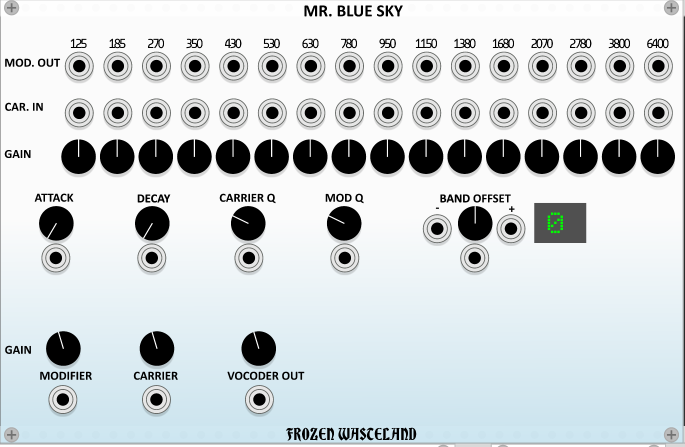 MR. BLUE SKY
125 185 270 350 430 530 630 780 950 1150 1380 1680 2070 2780 3800 6400
MOD. OUT
CAR. IN
GAIN
ATTACK DECAY CARRIER Q MOD Q BAND OFFSET
- +
0
GAIN
MODIFIER CARRIER VOCODER OUT
FROZEN WASTELAND